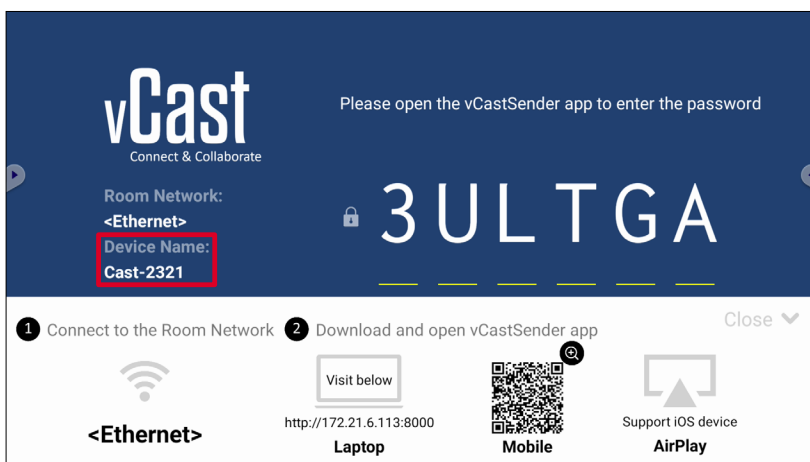 vCast
Connect & Collaborate
Please open the vCastSender app to enter the password
Room Network:
<Ethernet>
Device Name:
Cast-2321
3ULTGA
Close
1 Connect to the Room Network
2 Download and open vCastSender app
<Ethernet>
Visit below
http://172.21.6.113:8000
Laptop
Mobile
Support iOS device
AirPlay